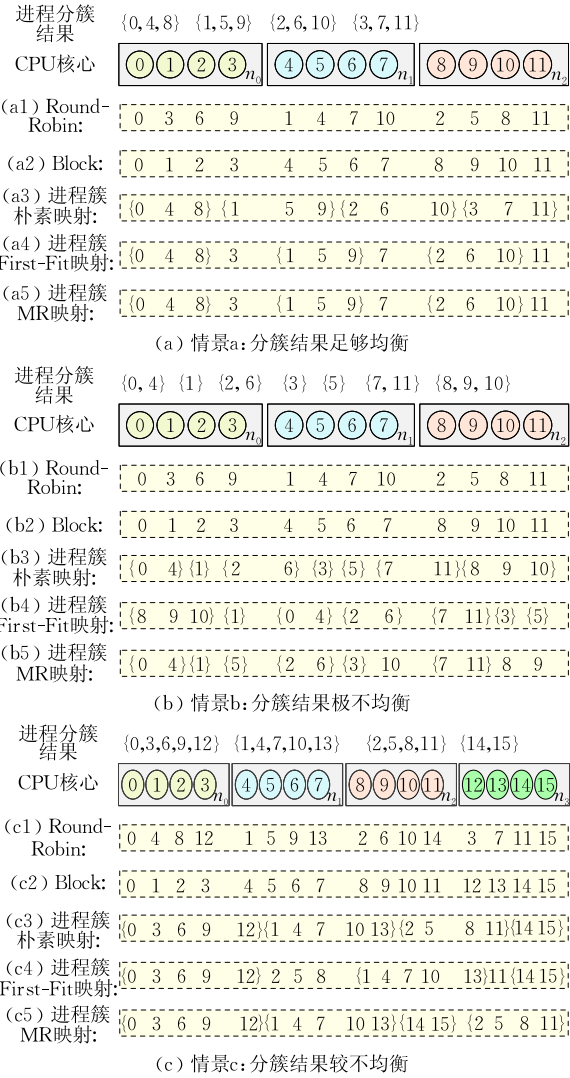 进程分簇 {0,4,8} {1,5,9} {2,6,10} {3,7,11}
结果
CPU核心 0 1 2 3 n0 4 5 6 7 n1 8 9 10 11 n2
(a1) Round-
Robin: 0 3 6 9 1 4 7 10 2 5 8 11
(a2) Block: 0 1 2 3 4 5 6 7 8 9 10 11
(a3) 进程簇
朴素映射: {0 4 8} {1 5 9} {2 6 10} {3 7 11}
(a4) 进程簇
First-Fit映射: {0 4 8} 3 {1 5 9} 7 {2 6 10} 11
(a5) 进程簇
MR映射: {0 4 8} 3 {1 5 9} 7 {2 6 10} 11
(a) 情景a:分簇结果足够均衡
进程分簇 {0,4} {1} {2,6} {3} {5} {7,11} {8,9,10}
结果
CPU核心 0 1 2 3 n0 4 5 6 7 n1 8 9 10 11 n2
(b1) Round-
Robin: 0 3 6 9 1 4 7 10 2 5 8 11
(b2) Block: 0 1 2 3 4 5 6 7 8 9 10 11
(b3) 进程簇
朴素映射: {0 4} {1} {2 6} {3} {5} {7 11} {8 9 10}
(b4) 进程簇
First-Fit映射: {8 9 10} {1} {0 4} {2 6} {7 11} {3} {5}
(b5) 进程簇
MR映射: {0 4} {1} {5} {2 6} {3} 10 {7 11} 8 9
(b) 情景b:分簇结果极不均衡
进程分簇 {0,3,6,9,12} {1,4,7,10,13} {2,5,8,11} {14,15}
结果
CPU核心 0 1 2 3 n0 4 5 6 7 n1 8 9 10 11 n2 12 13 14 15 n3
(c1) Round-
Robin: 0 4 8 12 1 5 9 13 2 6 10 14 3 7 11 15
(c2) Block: 0 1 2 3 4 5 6 7 8 9 10 11 12 13 14 15
(c3) 进程簇
朴素映射: {0 3 6 9 12} {1 4 7 10 13} {2 5 8 11} {14 15}
(c4) 进程簇
First-Fit映射: {0 3 6 9 12} 2 5 8 {1 4 7 10 13} 11 {14 15}
(c5) 进程簇
MR映射: {0 3 6 9 12} {1 4 7 10 13} {14 15} {2 5 8 11}
(c) 情景c:分簇结果较不均衡